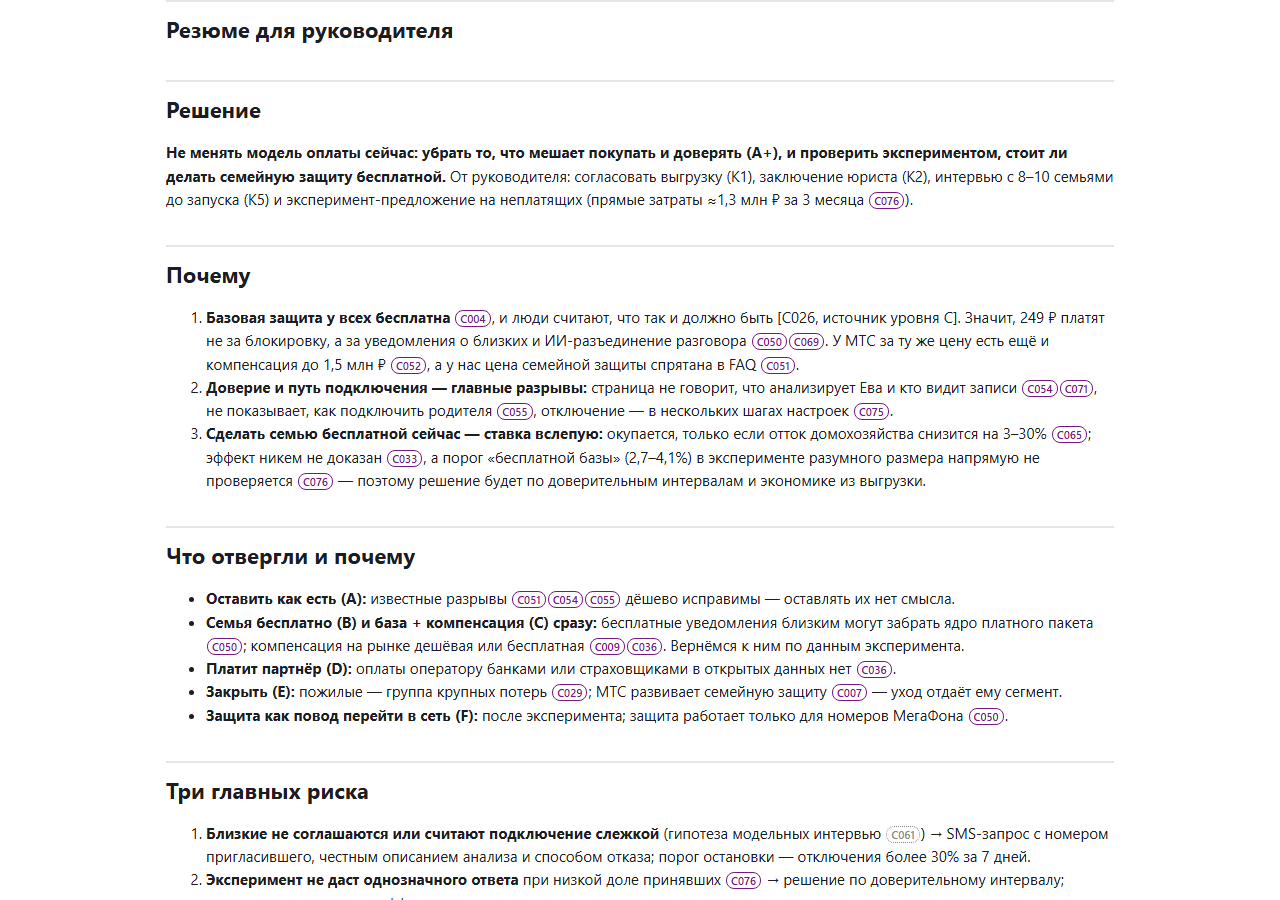 Резюме для руководителя
Решение
Не менять модель оплаты сейчас: убрать то, что мешает покупать и доверять (A+), и проверить экспериментом, стоит ли
делать семейную защиту бесплатной. От руководителя: согласовать выгрузку (К1), заключение юриста (К2), интервью с 8–10 семьями
до запуска (К5) и эксперимент-предложение на неплатящих (прямые затраты ≈1,3 млн ₽ за 3 месяца C076).
Почему
1. Базовая защита у всех бесплатна C004, и люди считают, что так и должно быть [C026, источник уровня C]. Значит, 249 ₽ платят
не за блокировку, а за уведомления о близких и ИИ-разъединение разговора C050 C069. У МТС за ту же цену есть ещё и
компенсация до 1,5 млн ₽ C052, а у нас цена семейной защиты спрятана в FAQ C051.
2. Доверие и путь подключения — главные разрывы: страница не говорит, что анализирует Ева и кто видит записи C054 C071,
не показывает, как подключить родителя C055, отключение — в нескольких шагах настроек C075.
3. Сделать семью бесплатной сейчас — ставка вслепую: окупается, только если отток домохозяйства снизится на 3–30% C065;
эффект никем не доказан C033, а порог «бесплатной базы» (2,7–4,1%) в эксперименте разумного размера напрямую не
проверяется C076 — поэтому решение будет по доверительным интервалам и экономике из выгрузки.
Что отвергли и почему
• Оставить как есть (A): известные разрывы C051 C054 C055 дёшево исправимы — оставлять их нет смысла.
• Семья бесплатно (B) и база + компенсация (C) сразу: бесплатные уведомления близким могут забрать ядро платного пакета
C050; компенсация на рынке дешёвая или бесплатная C009 C036. Вернёмся к ним по данным эксперимента.
• Платит партнёр (D): оплаты оператору банками или страховщиками в открытых данных нет C036.
• Закрыть (E): пожилые — группа крупных потерь C029; МТС развивает семейную защиту C007 — уход отдаёт ему сегмент.
• Защита как повод перейти в сеть (F): после эксперимента; защита работает только для номеров МегаФона C050.
Три главных риска
1. Близкие не соглашаются или считают подключение слежкой (гипотеза модельных интервью C061) → SMS-запрос с номером
пригласившего, честным описанием анализа и способом отказа; порог остановки — отключения более 30% за 7 дней.
2. Эксперимент не даст однозначного ответа при низкой доле принявших C076 → решение по доверительному интервалу;